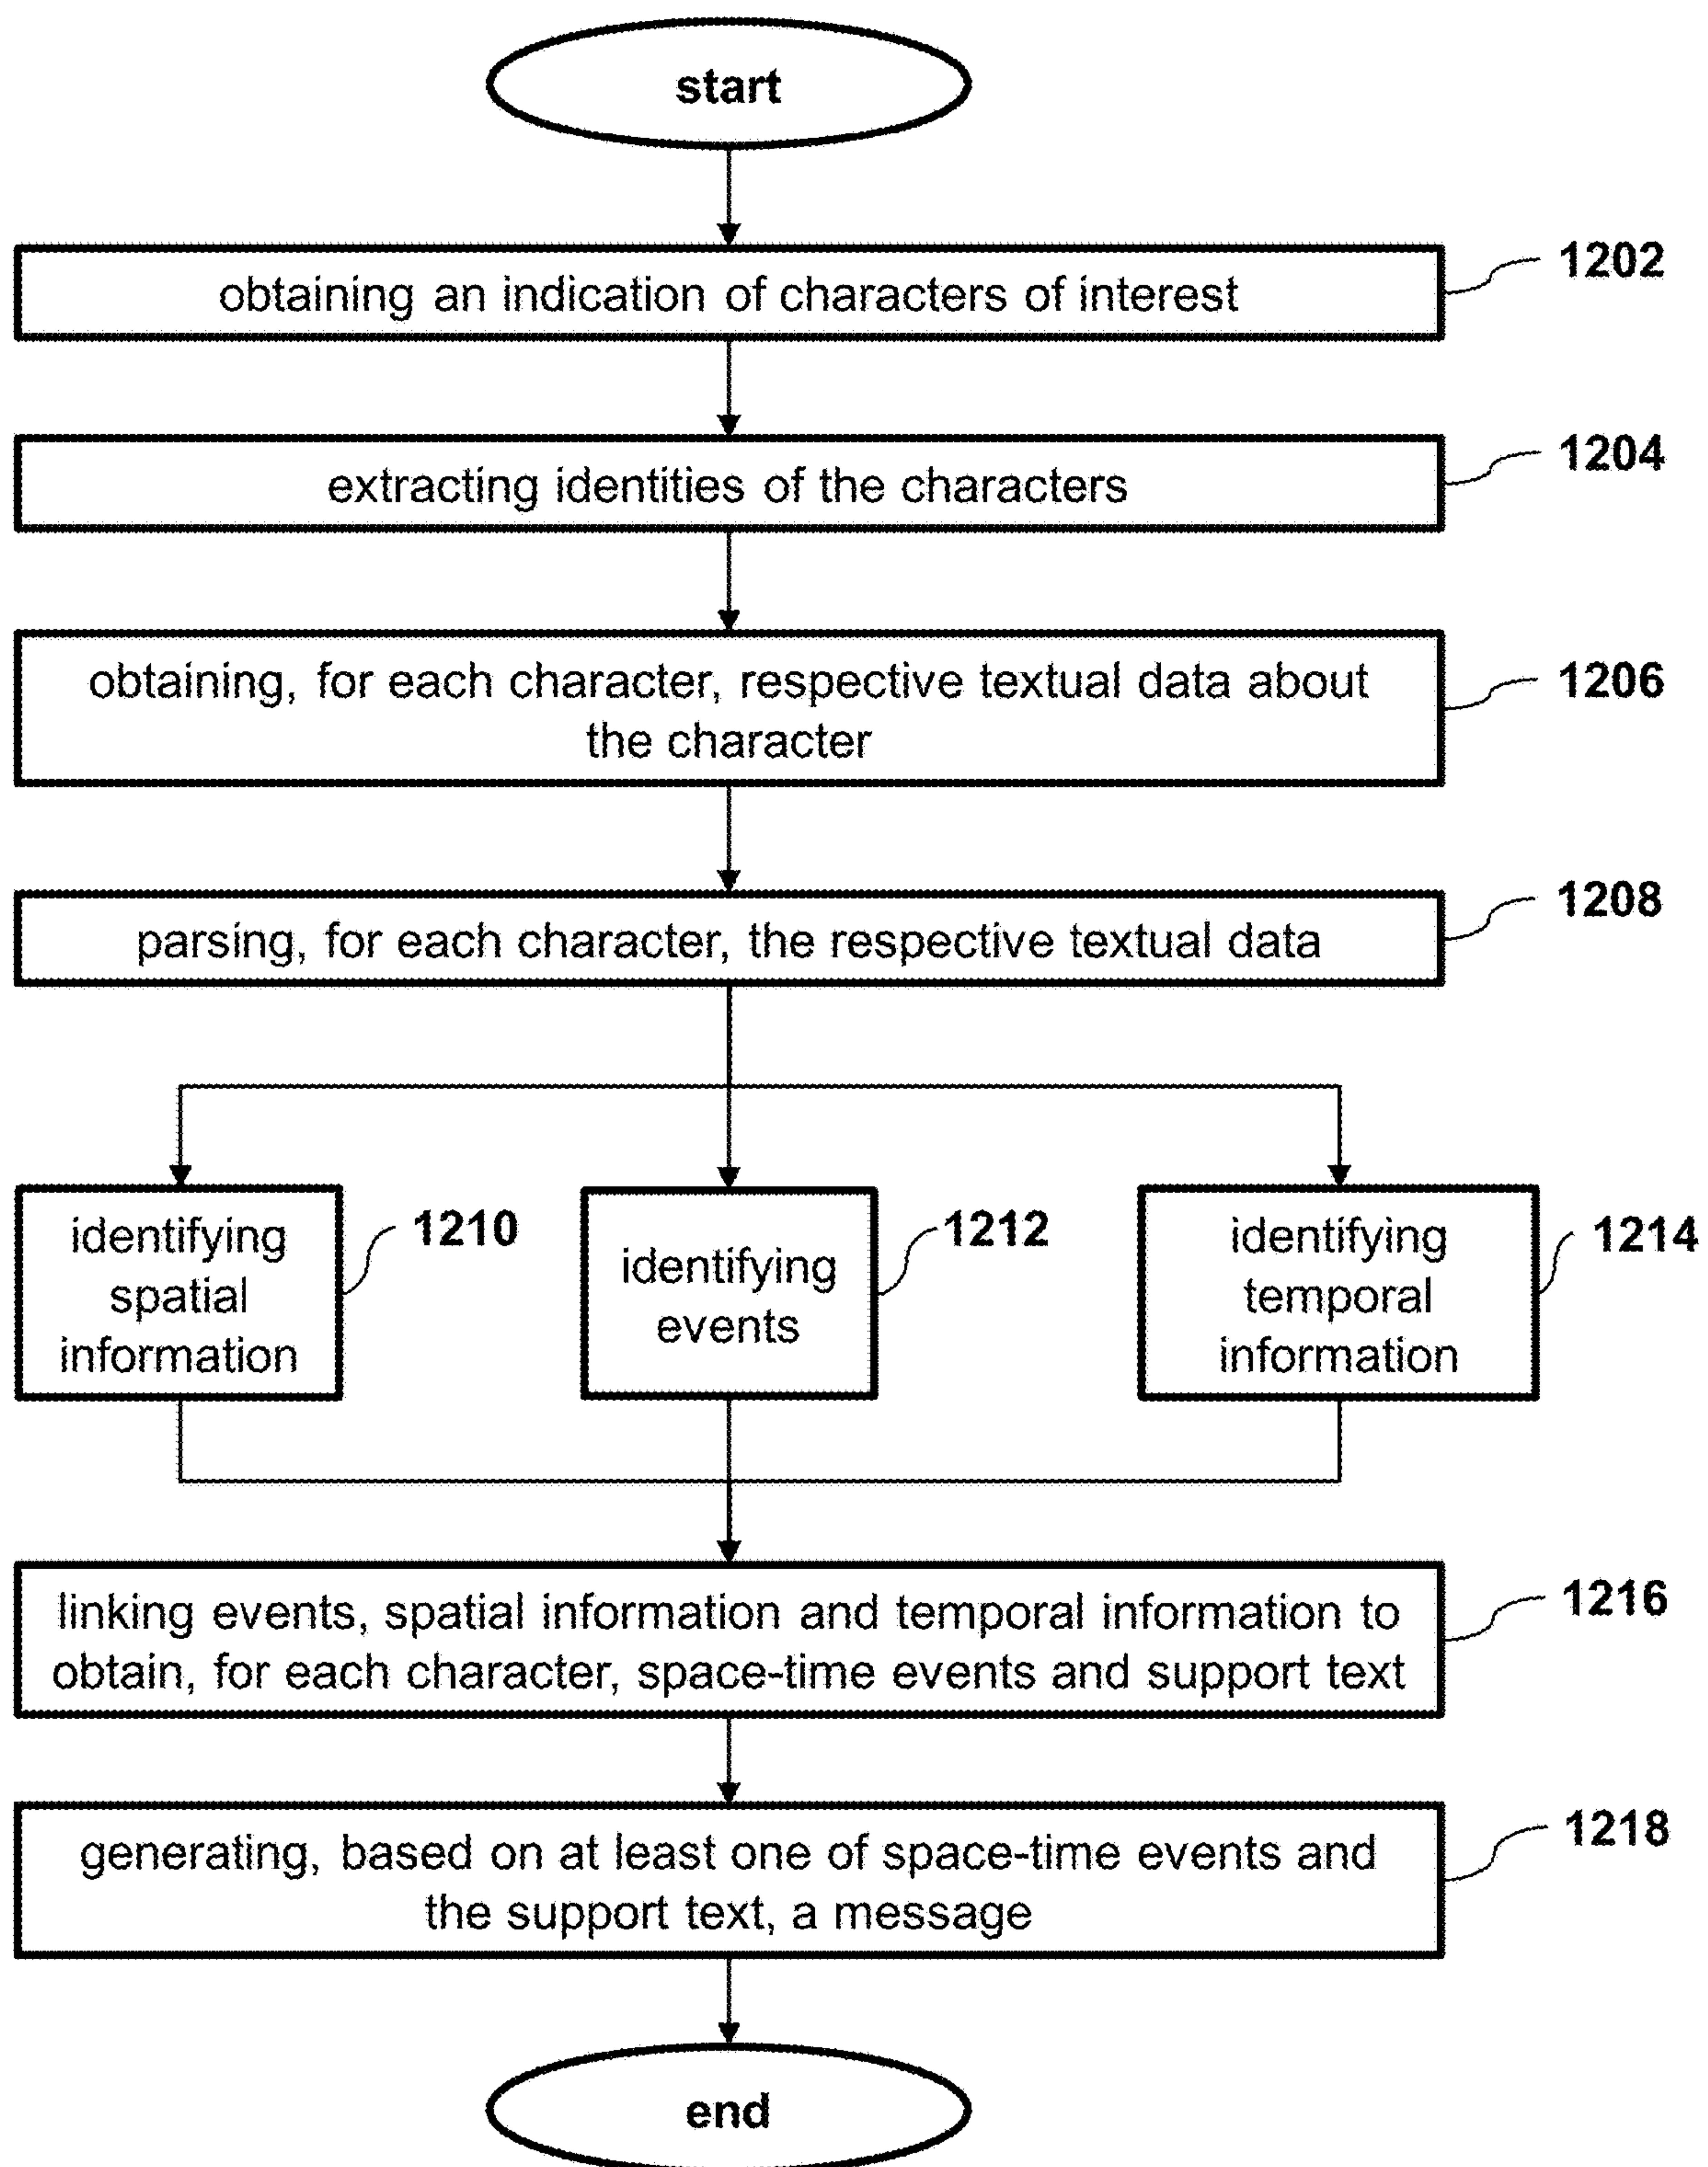 start
obtaining an indication of characters of interest
1202
extracting identities of the characters
1204
obtaining, for each character, respective textual data about
the character
1206
parsing, for each character, the respective textual data
1208
identifying
spatial
information
1210
identifying
events
1212
identifying
temporal
information
1214
linking events, spatial information and temporal information to
obtain, for each character, space-time events and support text
1216
generating, based on at least one of space-time events and
the support text, a message
1218
end